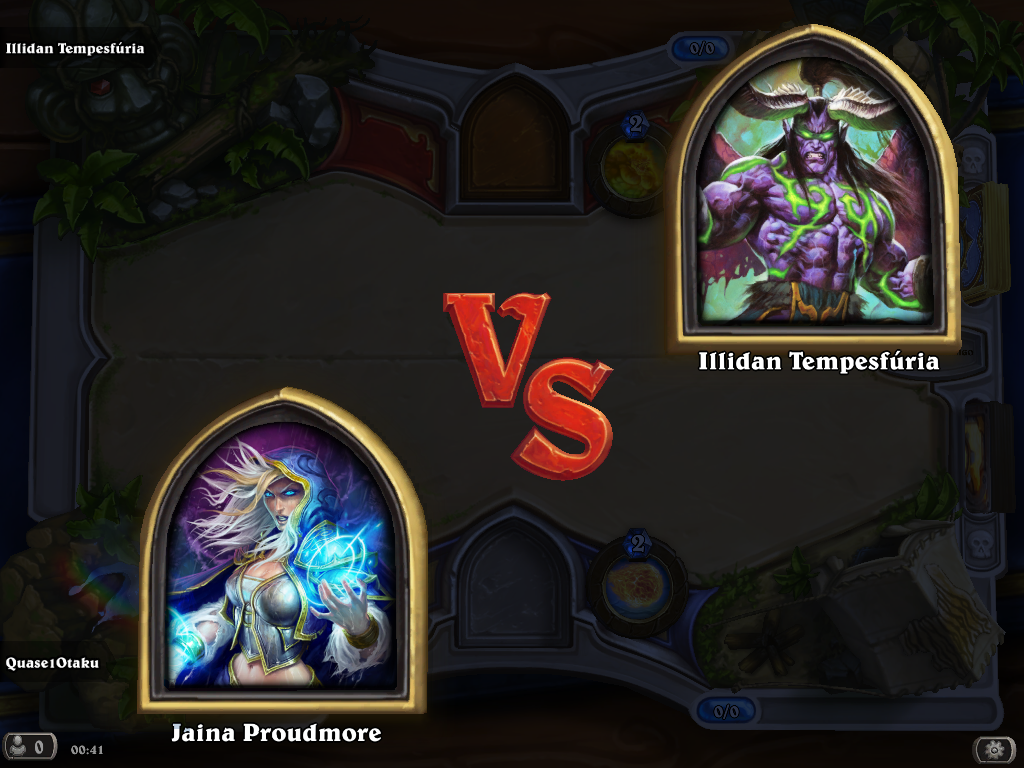 Illidan Tempesfúria
0/0
2
Illidan Tempesfúria
VS
2
Quase1Otaku
0/0
Jaina Proudmore
0
00:41